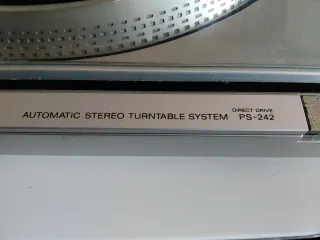 DIRECT DRIVE
AUTOMATIC STEREO TURNTABLE SYSTEM PS-242